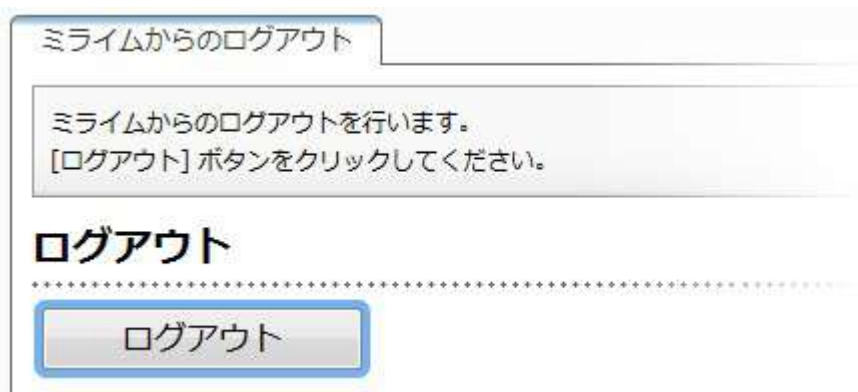 ミライムからのログアウト
ミライムからのログアウトを行います。
[ログアウト] ボタンをクリックしてください。
ログアウト
ログアウト